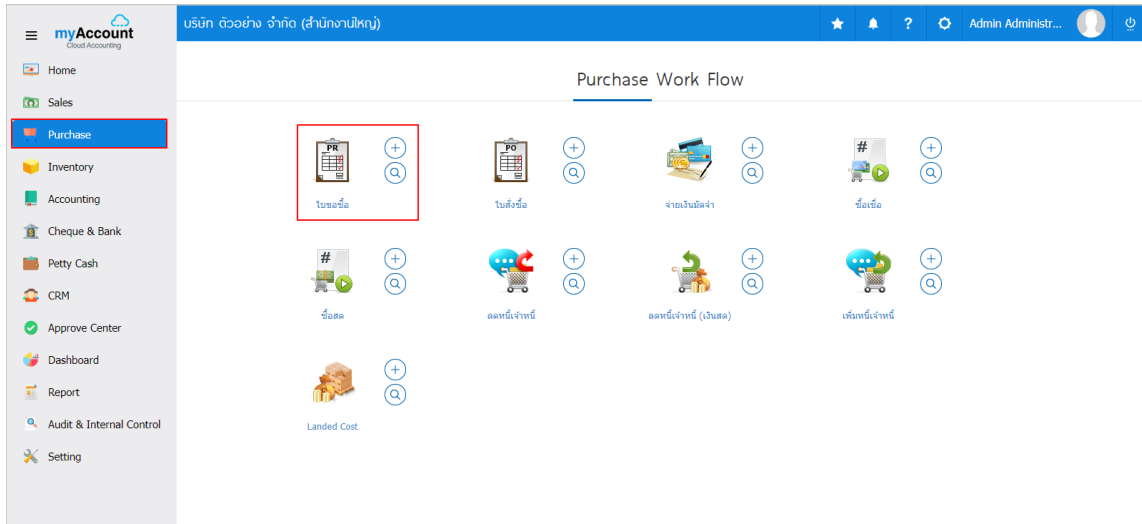 myAccount
Cloud Accounting
บริษัท ตัวอย่าง จำกัด (สำนักงานใหญ่)
?
Admin Administr...
Home
Sales
Purchase
Inventory
Accounting
Cheque & Bank
Petty Cash
CRM
Approve Center
Dashboard
Report
Audit & Internal Control
Setting
Purchase Work Flow
PR
ใบขอซื้อ
PO
ใบสั่งซื้อ
จ่ายเงินมัดจำ
#
ซื้อเชื่อ
#
ซื้อสด
ลดหนี้เจ้าหนี้
ลดหนี้เจ้าหนี้ (เงินสด)
เพิ่มหนี้เจ้าหนี้
Landed Cost